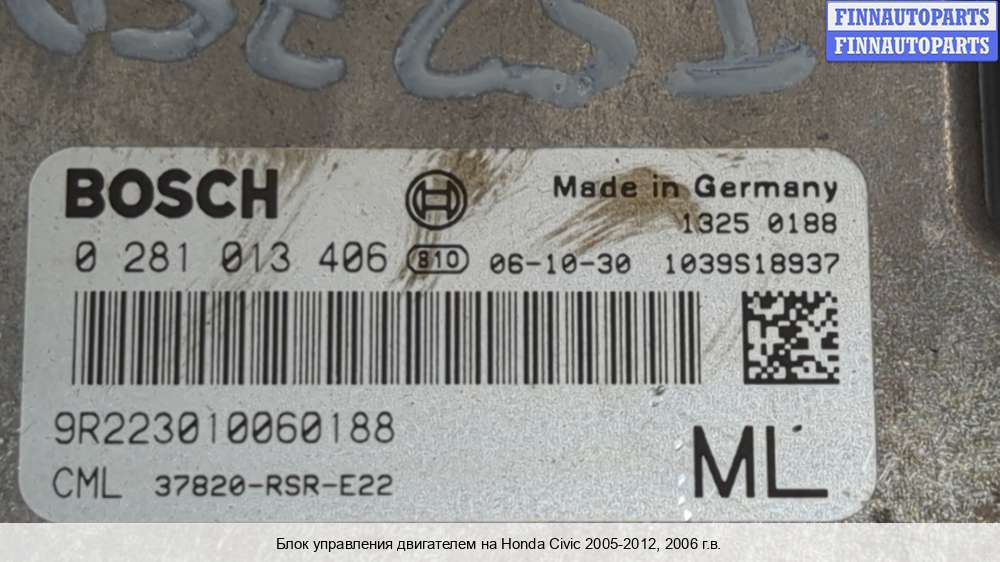 FINNAUTOPARTS
FINNAUTOPARTS
BOSCH
Made in Germany
1325 0188
0 281 013 406 810 06-10-30 1039S18937
9R223010060188
CML 37820-RSR-E22
ML
Блок управления двигателем на Honda Civic 2005-2012, 2006 г.в.